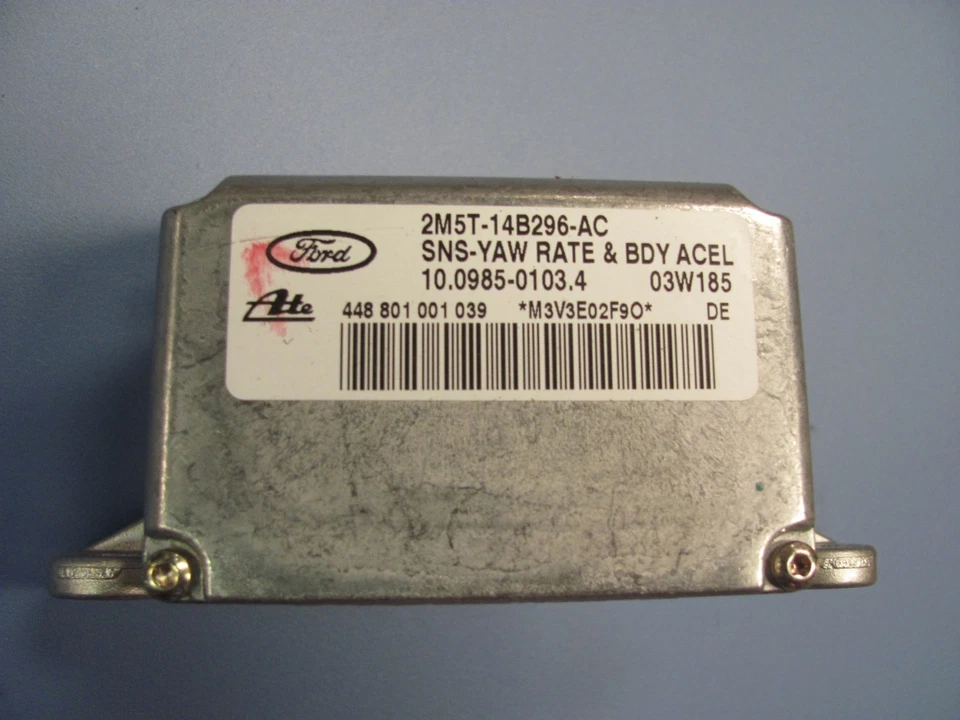 Ford
2M5T-14B296-AC
SNS-YAW RATE & BDY ACEL
10.0985-0103.4 03W185
Ate
448 801 001 039 *M3V3E02F9O* DE